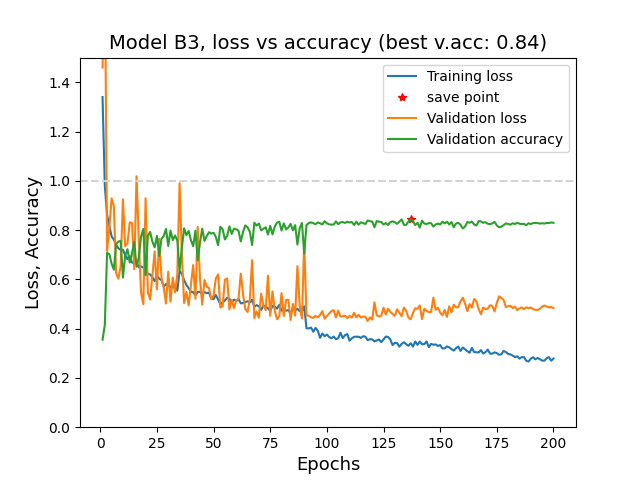 Model B3, loss vs accuracy (best v.acc: 0.84)
Training loss
save point
Validation loss
Validation accuracy
1.4
1.2
1.0
0.8
0.6
0.4
0.2
0.0
Loss, Accuracy
0 25 50 75 100 125 150 175 200
Epochs